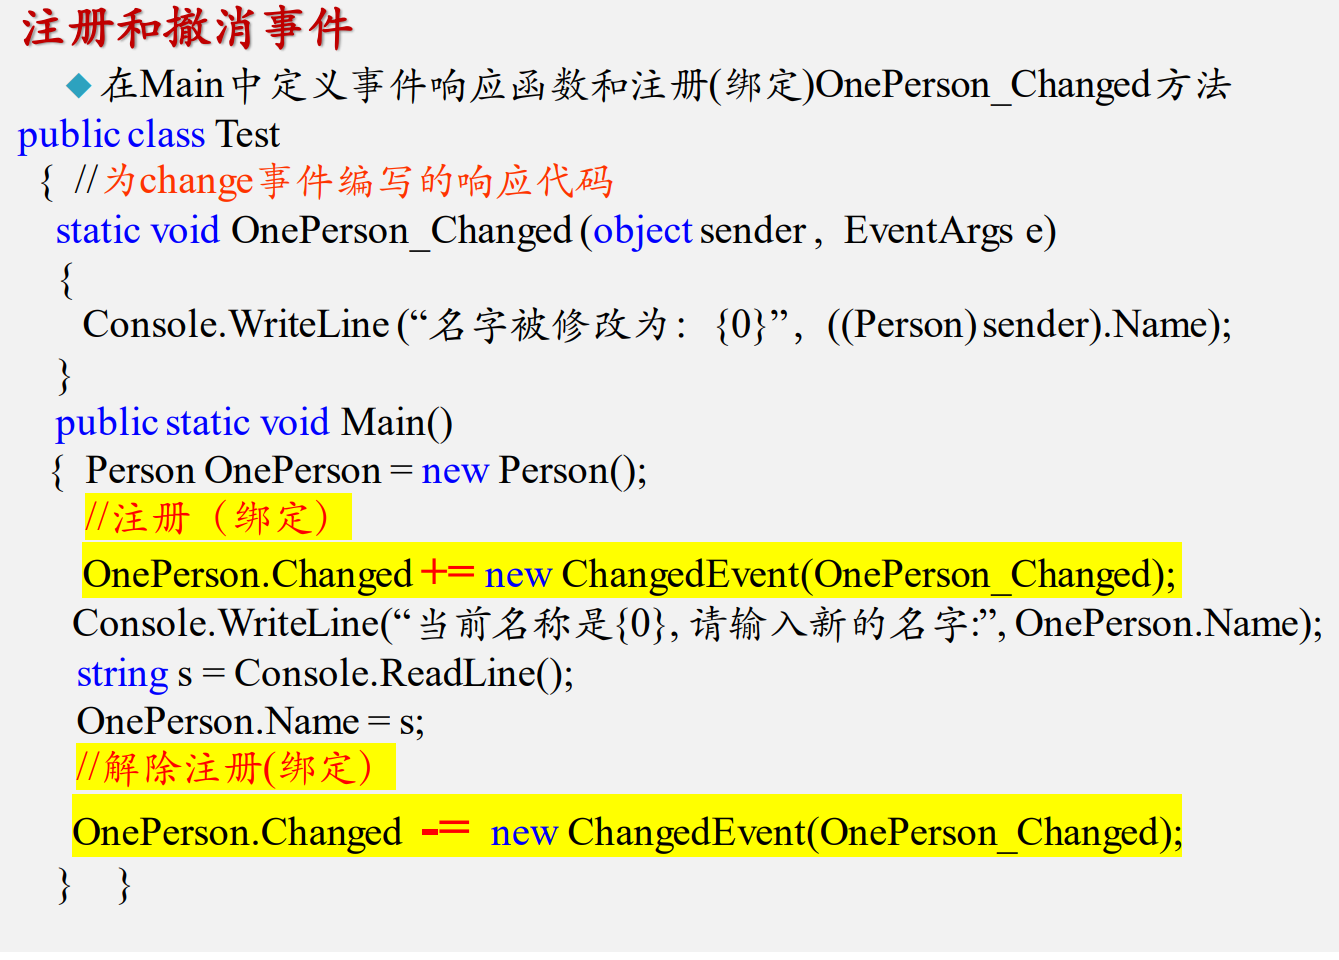 注册和撤消事件
◆在Main中定义事件响应函数和注册(绑定)OnePerson_Changed方法
public class Test
{ //为change事件编写的响应代码
static void OnePerson_Changed (object sender , EventArgs e)
{
Console.WriteLine (“名字被修改为：{0}”，((Person) sender).Name);
}
public static void Main()
{ Person OnePerson = new Person();
//注册（绑定）
OnePerson.Changed += new ChangedEvent(OnePerson_Changed);
Console.WriteLine(“当前名称是{0}, 请输入新的名字:”, OnePerson.Name);
string s = Console.ReadLine();
OnePerson.Name = s;
//解除注册(绑定）
OnePerson.Changed -= new ChangedEvent(OnePerson_Changed);
} }